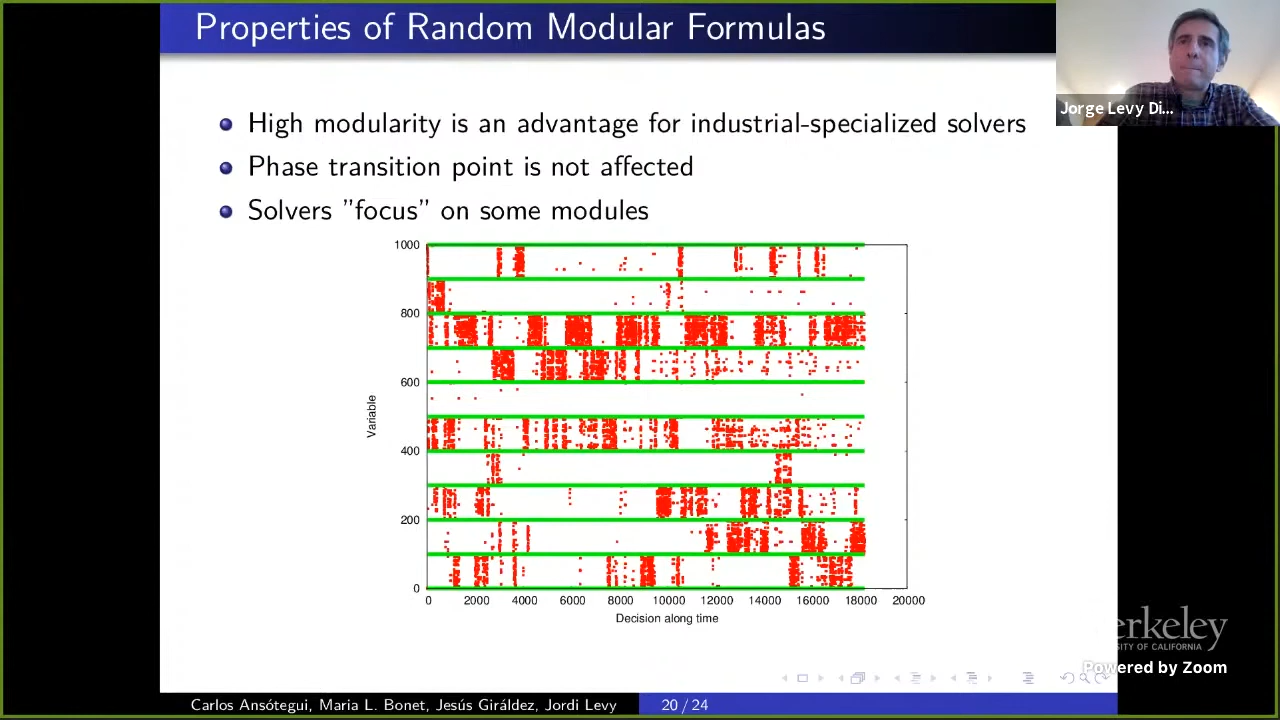 Properties of Random Modular Formulas
Jorge Levy Di...
High modularity is an advantage for industrial-specialized solvers
Phase transition point is not affected
Solvers ”focus” on some modules
1000
800
600
400
200
0
Variable
0 2000 4000 6000 8000 10000 12000 14000 16000 18000 20000
Decision along time
erkeley
SITY OF CALIFORNIA
Powered by Zoom
Carlos Ansótegui, Maria L. Bonet, Jesús Giráldez, Jordi Levy 20 / 24